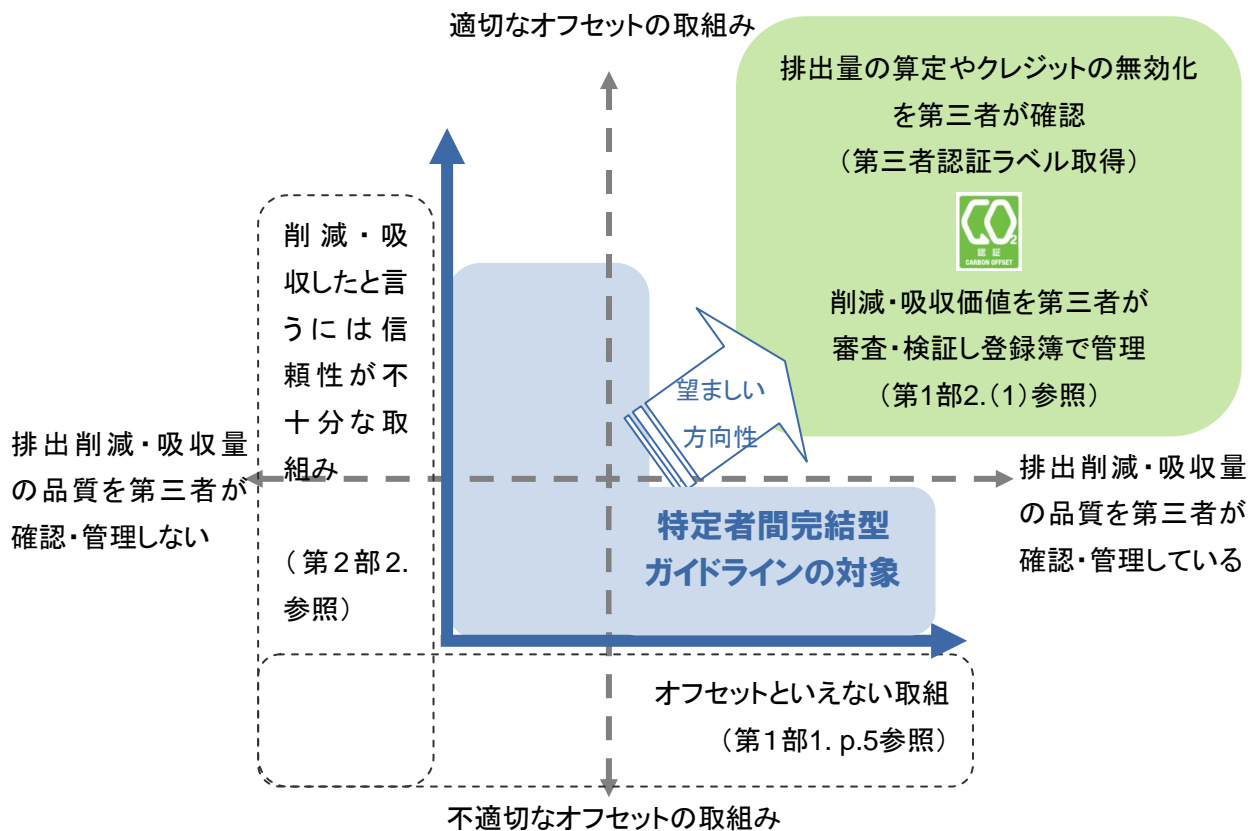 適切なオフセットの取組み
排出量の算定やクレジットの無効化
を第三者が確認
（第三者認証ラベル取得）
CO2
認証
CARBON OFFSET
削減・吸収価値を第三者が
審査・検証し登録簿で管理
（第1部2.（1）参照）
削減・吸
収したと言
うには信
頼性が不
十分な取
組み
（第２部２.
参照）
望ましい
方向性
排出削減・吸収量
の品質を第三者が
確認・管理しない
排出削減・吸収量
の品質を第三者が
確認・管理している
特定者間完結型
ガイドラインの対象
オフセットといえない取組
（第１部1. p.5参照）
不適切なオフセットの取組み